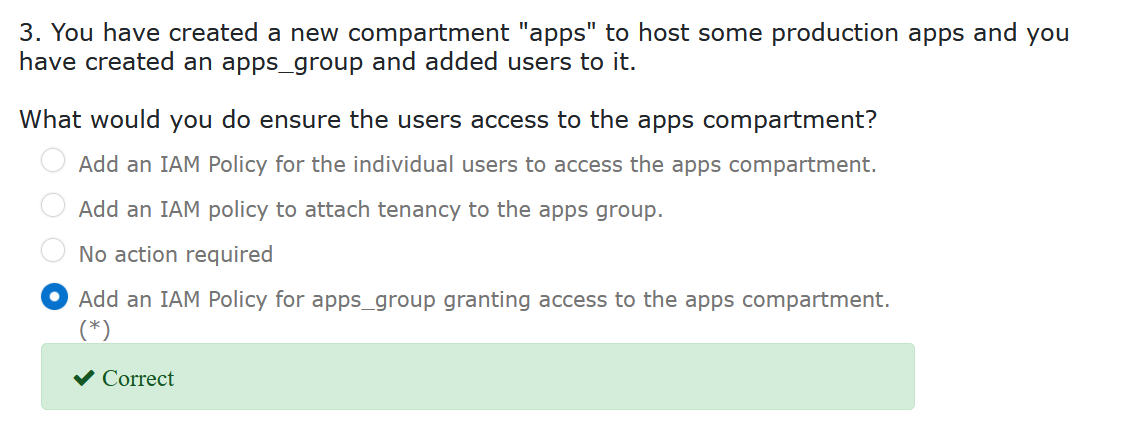 3. You have created a new compartment "apps" to host some production apps and you
have created an apps_group and added users to it.
What would you do ensure the users access to the apps compartment?
Add an IAM Policy for the individual users to access the apps compartment.
Add an IAM policy to attach tenancy to the apps group.
No action required
Add an IAM Policy for apps_group granting access to the apps compartment.
(*)
Correct